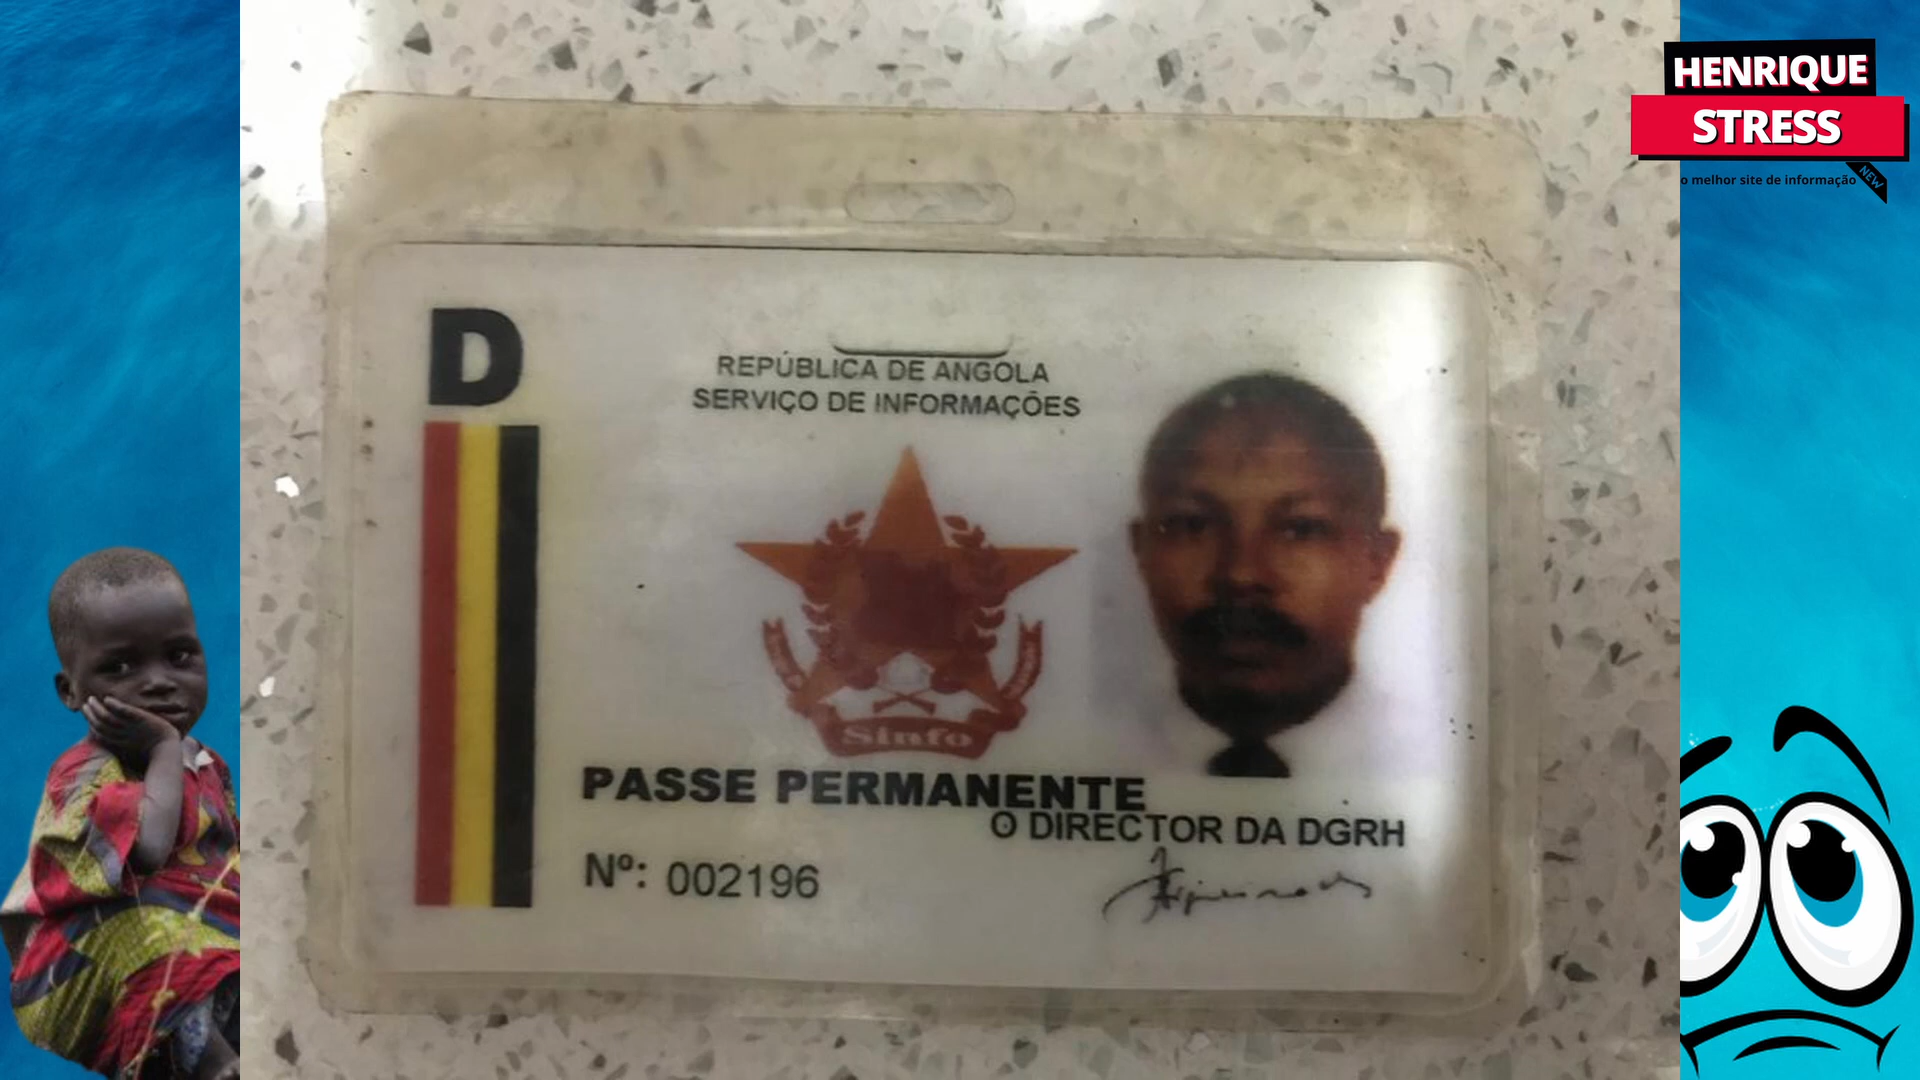 HENRIQUE
STRESS
NEW
o melhor site de informação
D
REPÚBLICA DE ANGOLA
SERVIÇO DE INFORMAÇÕES
Sinfo
PASSE PERMANENTE
O DIRECTOR DA DGRH
Nº: 002196